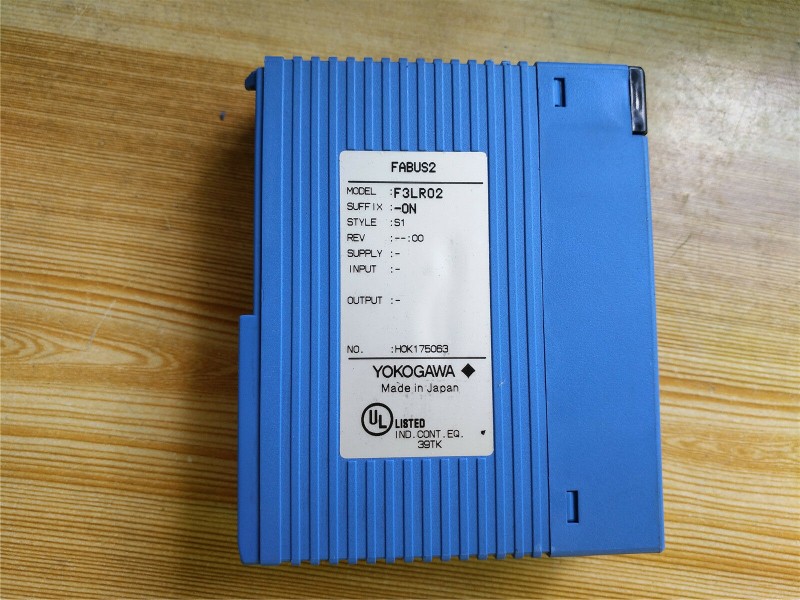 FABUS2
MODEL :F3LR02
SUFFIX :-0N
STYLE :S1
REV :--:00
SUPPLY :-
INPUT :-
OUTPUT :-
NO. :H0K175063
YOKOGAWA ◆
Made in Japan
UL LISTED
IND.CONT.EQ.
39TK